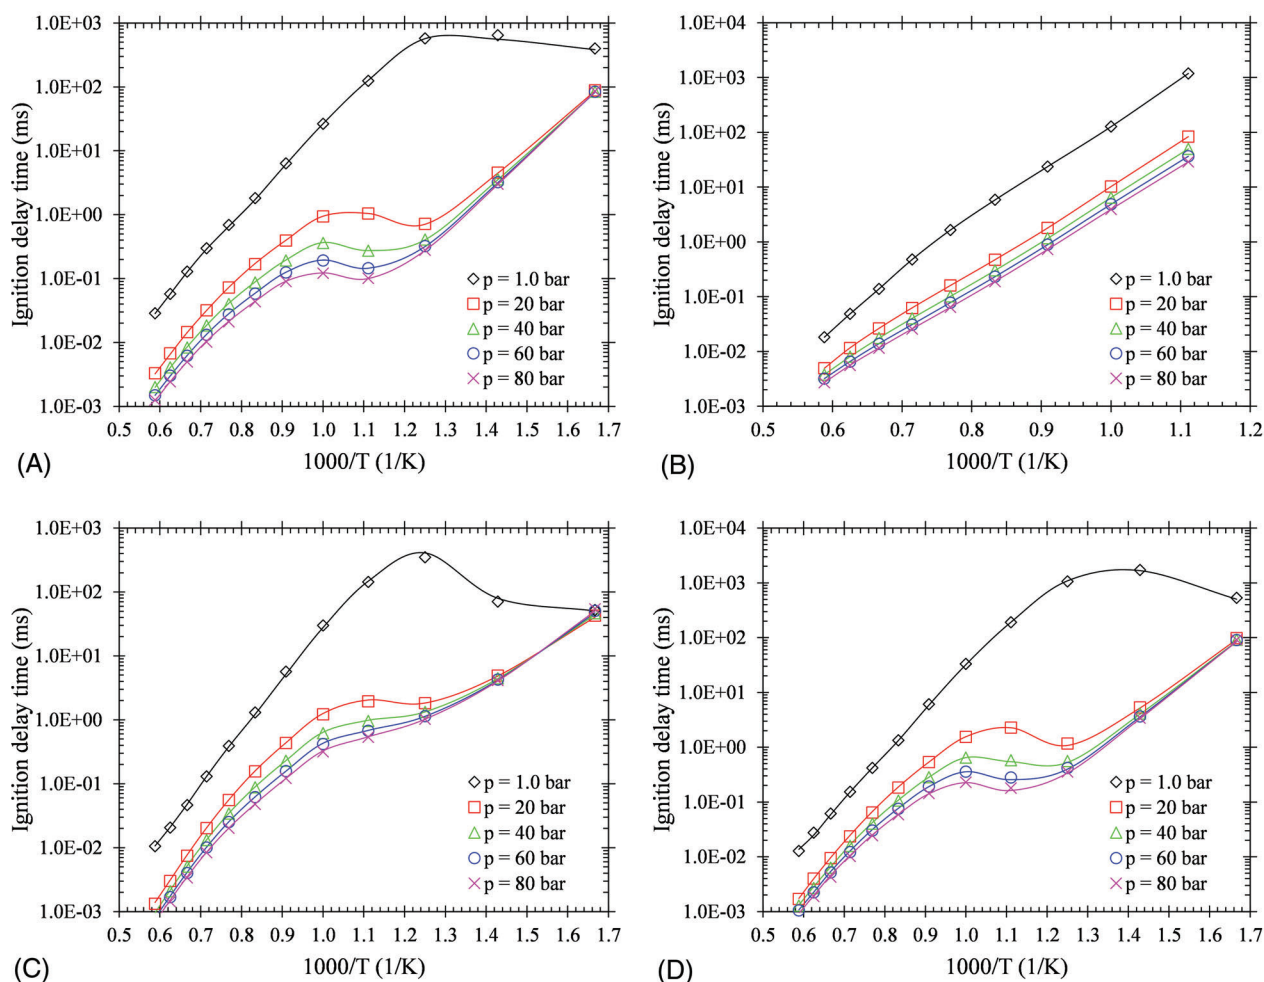 1.0E+03
1.0E+02
1.0E+01
1.0E+00
1.0E-01
1.0E-02
1.0E-03
Ignition delay time (ms)
p = 1.0 bar
p = 20 bar
p = 40 bar
p = 60 bar
p = 80 bar
0.5 0.6 0.7 0.8 0.9 1.0 1.1 1.2 1.3 1.4 1.5 1.6 1.7
1000/T (1/K)
(A)
1.0E+04
1.0E+03
1.0E+02
1.0E+01
1.0E+00
1.0E-01
1.0E-02
1.0E-03
Ignition delay time (ms)
p = 1.0 bar
p = 20 bar
p = 40 bar
p = 60 bar
p = 80 bar
0.5 0.6 0.7 0.8 0.9 1.0 1.1 1.2
1000/T (1/K)
(B)
1.0E+03
1.0E+02
1.0E+01
1.0E+00
1.0E-01
1.0E-02
1.0E-03
Ignition delay time (ms)
p = 1.0 bar
p = 20 bar
p = 40 bar
p = 60 bar
p = 80 bar
0.5 0.6 0.7 0.8 0.9 1.0 1.1 1.2 1.3 1.4 1.5 1.6 1.7
1000/T (1/K)
(C)
1.0E+04
1.0E+03
1.0E+02
1.0E+01
1.0E+00
1.0E-01
1.0E-02
1.0E-03
Ignition delay time (ms)
p = 1.0 bar
p = 20 bar
p = 40 bar
p = 60 bar
p = 80 bar
0.5 0.6 0.7 0.8 0.9 1.0 1.1 1.2 1.3 1.4 1.5 1.6 1.7
1000/T (1/K)
(D)